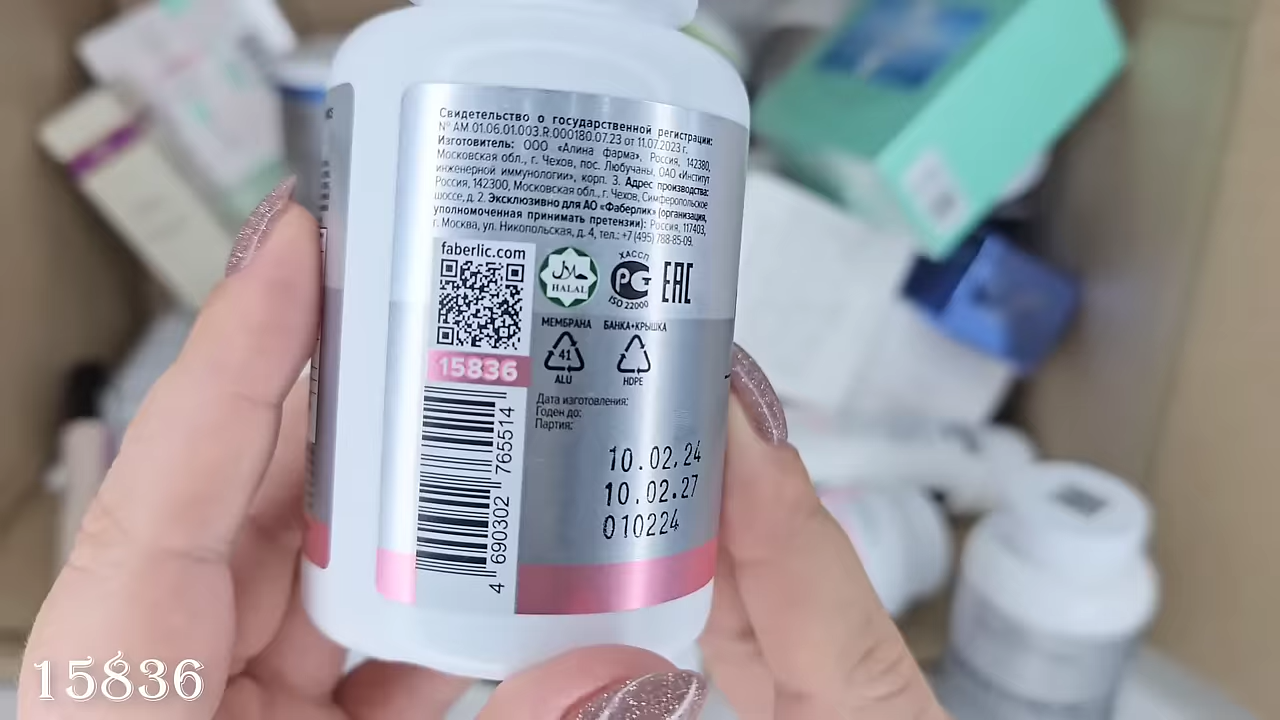 Свидетельство о государственной регистрации:
№ AM.01.06.01.003.R.000180.07.23 от 11.07.2023 г.
Изготовитель: ООО «Алина фарма», Россия, 142380,
Московская обл., г. Чехов, пос. Любучаны, ОАО «Институт
инженерной иммунологии», корп. 3. Адрес производства:
Россия, 142300, Московская обл., г. Чехов, Симферопольское
шоссе, д. 2. Эксклюзивно для АО «Фаберлик» (организация,
уполномоченная принимать претензии): Россия, 117403,
г. Москва, ул. Никопольская, д. 4, тел.: +7 (495) 788-85-09.
faberlic.com
HALAL
ХАССП
РСТ
ISO 22000
ЕАС
МЕМБРАНА
БАНКА+КРЫШКА
41
ALU
HDPE
15836
Дата изготовления:
Годен до:
Партия:
10.02.24
10.02.27
010224
4 690302 765514
15836